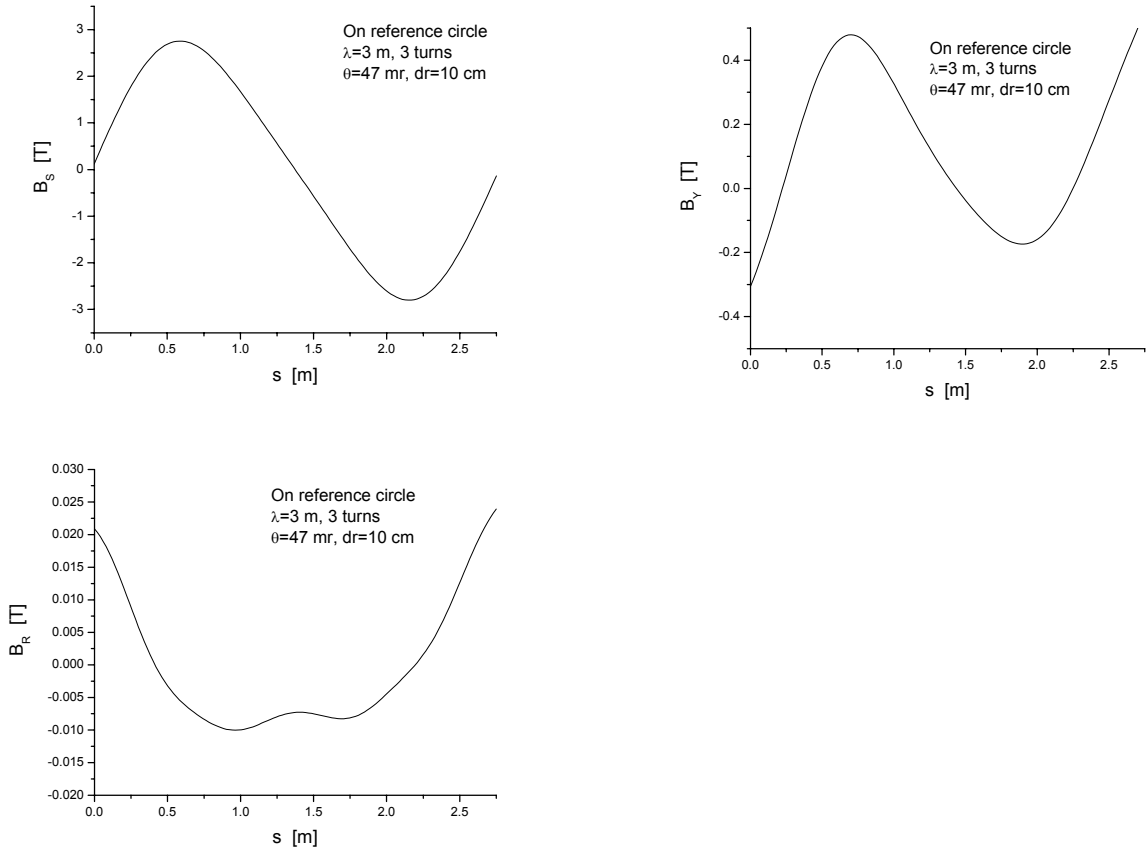 On reference circle
λ=3 m, 3 turns
θ=47 mr, dr=10 cm
3
2
1
0
-1
-2
-3
B_S [T]
0.0 0.5 1.0 1.5 2.0 2.5
s [m]
On reference circle
λ=3 m, 3 turns
θ=47 mr, dr=10 cm
0.4
0.2
0.0
-0.2
-0.4
B_Y [T]
0.0 0.5 1.0 1.5 2.0 2.5
s [m]
On reference circle
λ=3 m, 3 turns
θ=47 mr, dr=10 cm
0.030
0.025
0.020
0.015
0.010
0.005
0.000
-0.005
-0.010
-0.015
-0.020
B_R [T]
0.0 0.5 1.0 1.5 2.0 2.5
s [m]